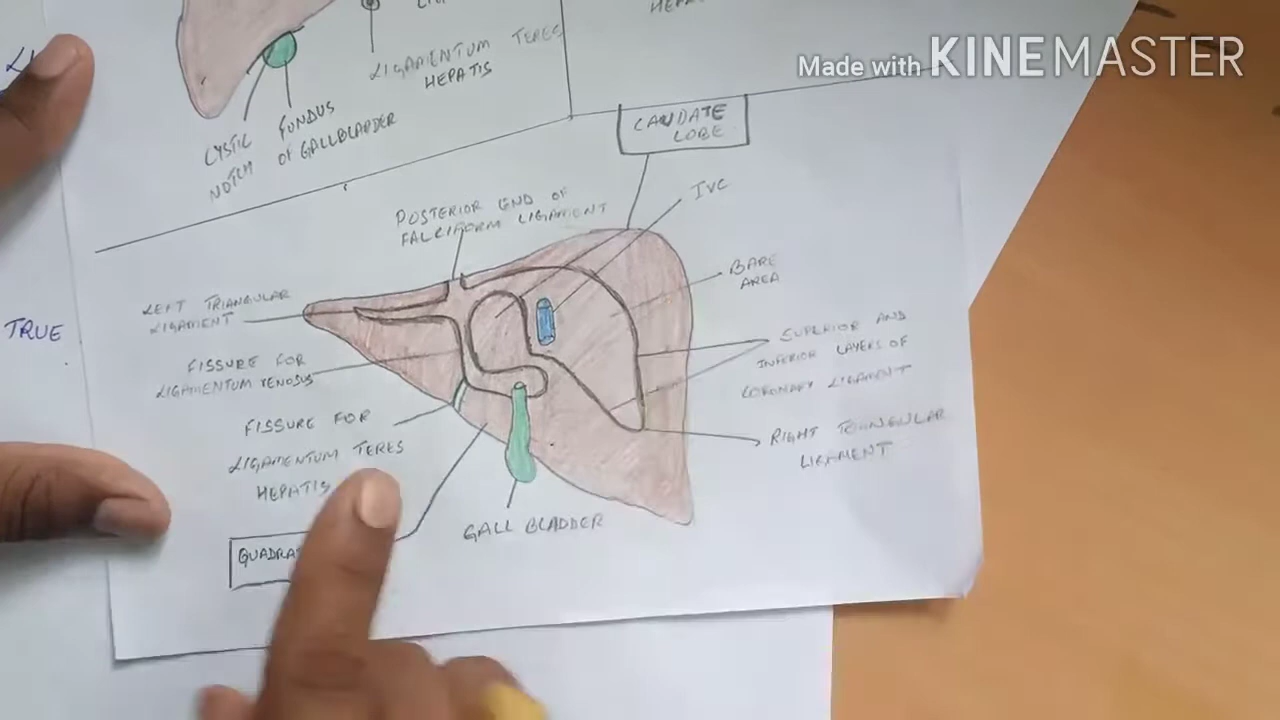 Made with KINEMASTER
LIGAMENTUM TERES
HEPATIS
HEPATIS
CYSTIC
NOTCH
FUNDUS
OF GALLBLADDER
CAUDATE
LOBE
IVC
POSTERIOR END OF
FALCIFORM LIGAMENT
BARE
AREA
LEFT TRIANGULAR
LIGAMENT
TRUE
SUPERIOR AND
INFERIOR LAYERS OF
CORONARY LIGAMENT
FISSURE FOR
LIGAMENTUM VENOSUS
FISSURE FOR
LIGAMENTUM TERES
HEPATIS
RIGHT TRIANGULAR
LIGAMENT
GALL BLADDER